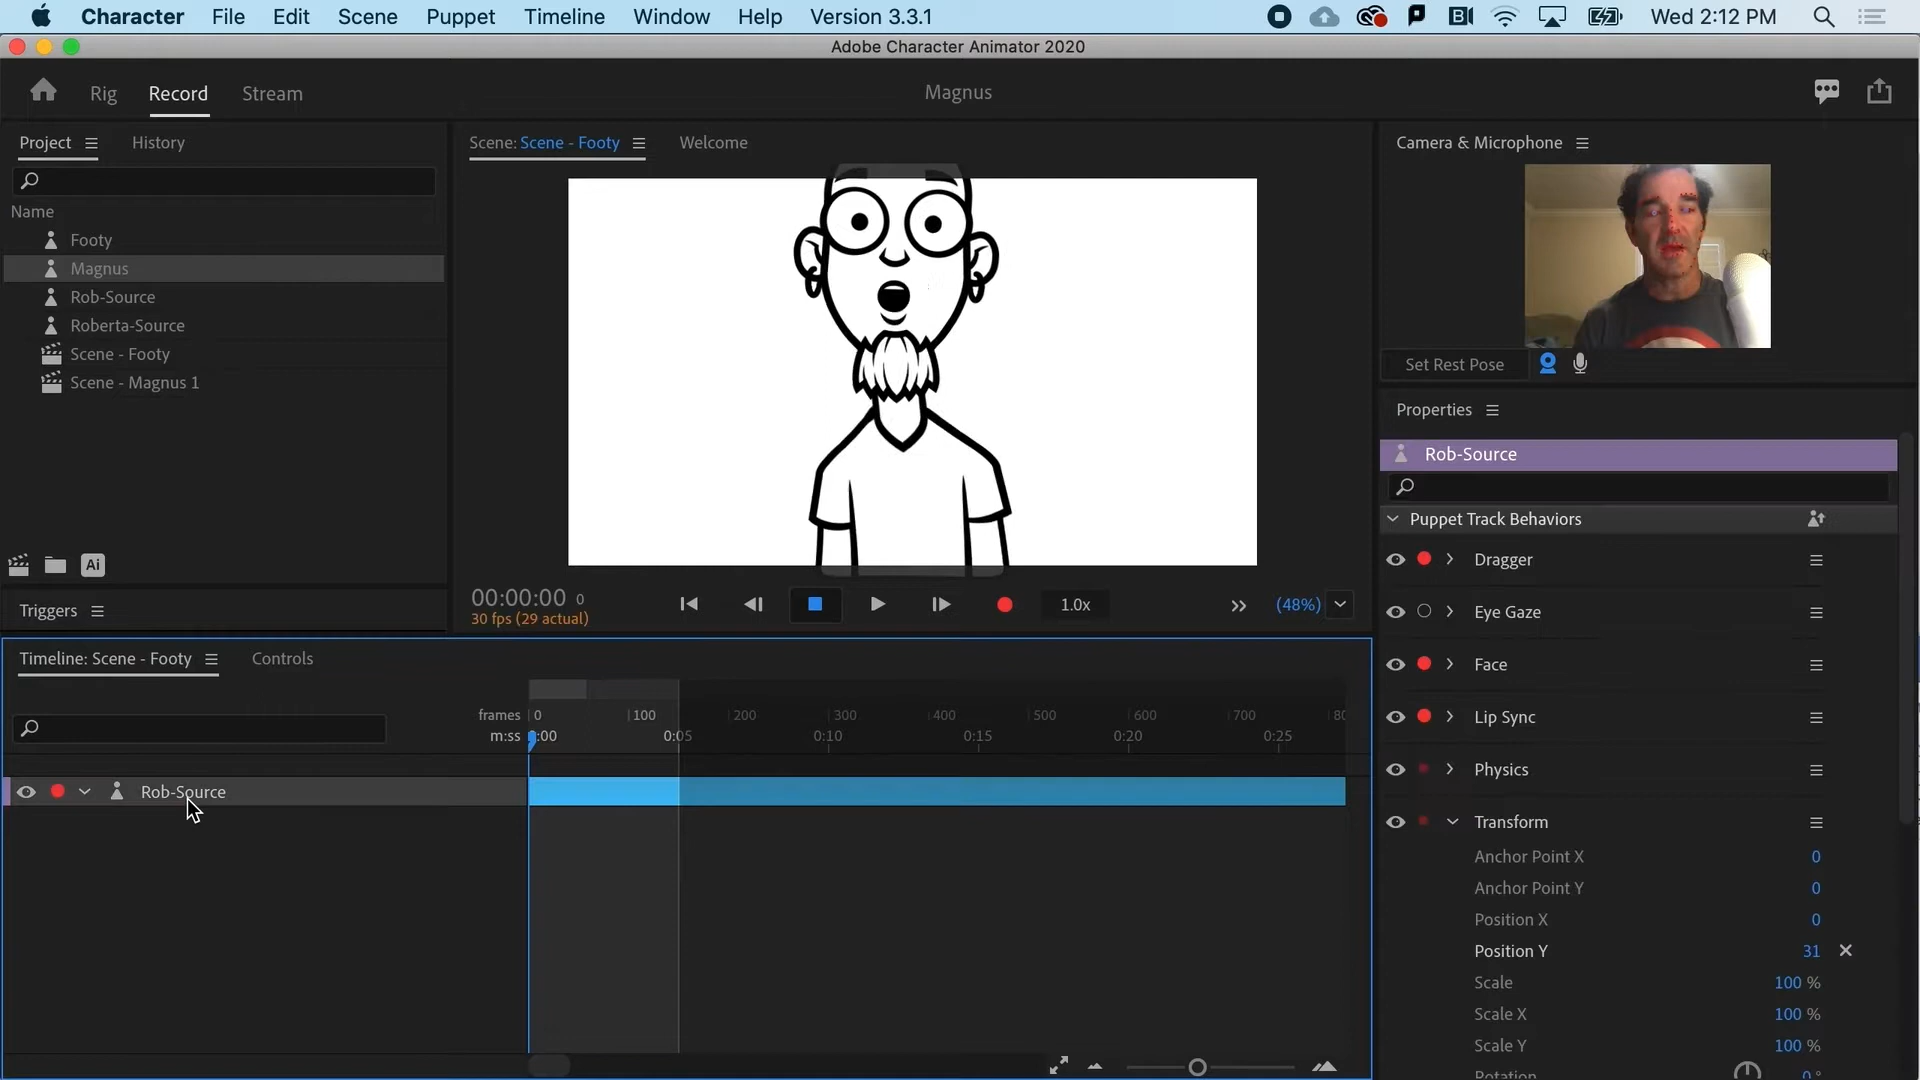 Character File Edit Scene Puppet Timeline Window Help Version 3.3.1 Wed 2:12 PM
Adobe Character Animator 2020
Rig Record Stream Magnus
Project History
Scene: Scene - Footy Welcome
Camera & Microphone
Name
Footy
Magnus
Rob-Source
Roberta-Source
Scene - Footy
Scene - Magnus 1
Ai
Set Rest Pose
Properties
Rob-Source
Puppet Track Behaviors
Dragger
Eye Gaze
Face
Lip Sync
Physics
Transform
Anchor Point X 0
Anchor Point Y 0
Position X 0
Position Y 31
Scale 100 %
Scale X 100 %
Scale Y 100 %
Rotation 0 °
00:00:00 0
30 fps (29 actual)
1.0x
(48%)
Triggers
Timeline: Scene - Footy Controls
frames 0 100 200 300 400 500 600 700
m:ss 0:05 0:10 0:15 0:20 0:25
Rob-Source